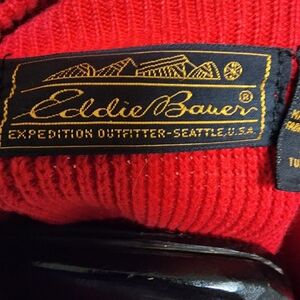 Eddie Bauer®
EXPEDITION OUTFITTER-SEATTLE, U.S.A.